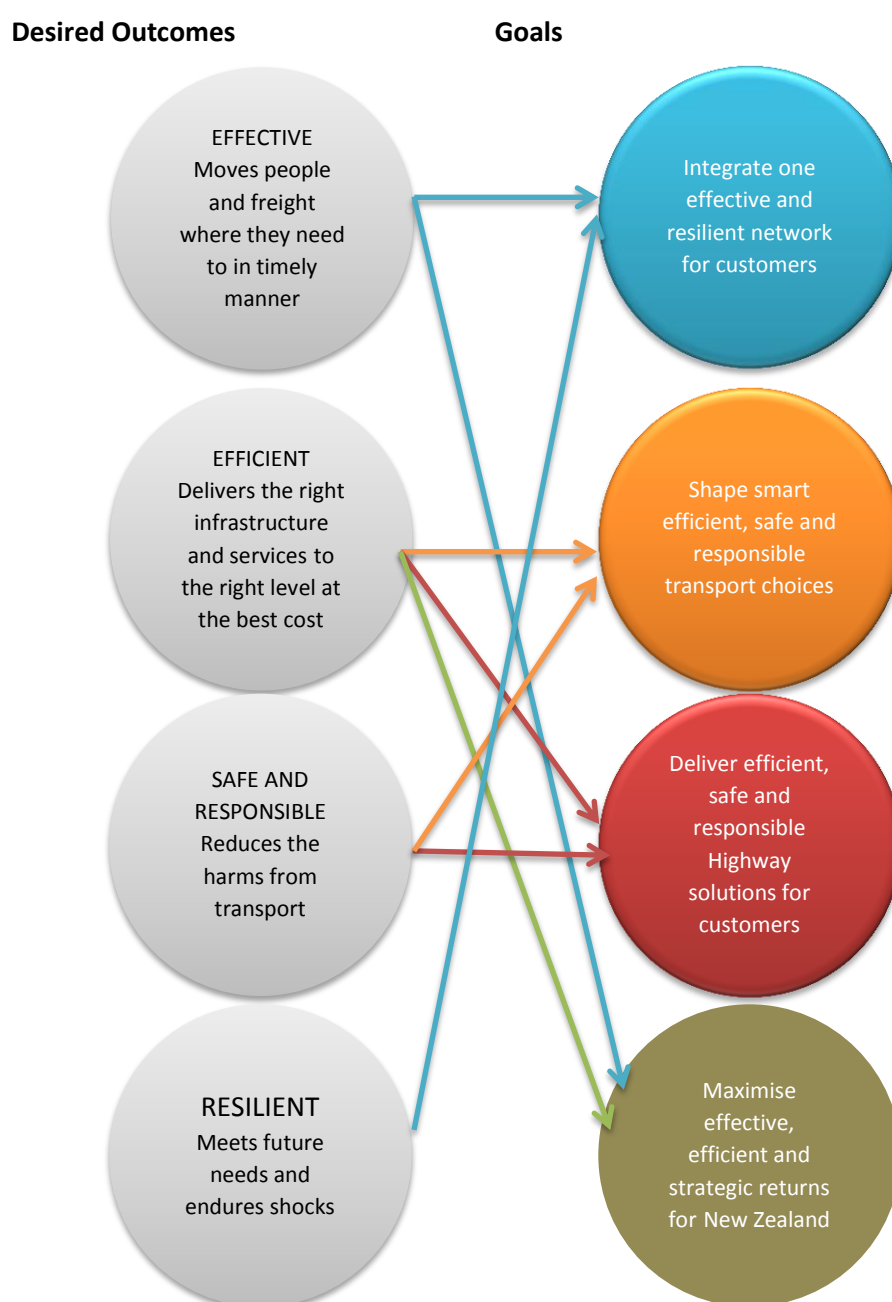 Desired Outcomes
Goals
EFFECTIVE
Moves people
and freight
where they need
to in timely
manner
Integrate one
effective and
resilient network
for customers
EFFICIENT
Delivers the right
infrastructure
and services to
the right level at
the best cost
Shape smart
efficient, safe and
responsible
transport choices
SAFE AND
RESPONSIBLE
Reduces the
harms from
transport
Deliver efficient,
safe and
responsible
Highway
solutions for
customers
RESILIENT
Meets future
needs and
endures shocks
Maximise
effective,
efficient and
strategic returns
for New Zealand